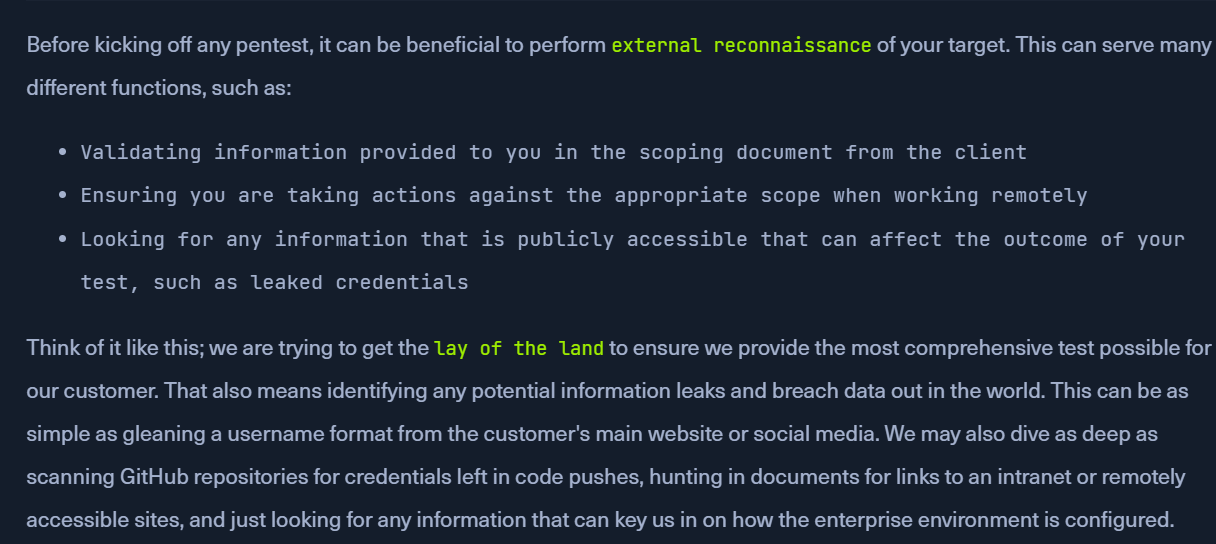 Before kicking off any pentest, it can be beneficial to perform external reconnaissance of your target. This can serve many
different functions, such as:
• Validating information provided to you in the scoping document from the client
• Ensuring you are taking actions against the appropriate scope when working remotely
• Looking for any information that is publicly accessible that can affect the outcome of your
test, such as leaked credentials
Think of it like this; we are trying to get the lay of the land to ensure we provide the most comprehensive test possible for
our customer. That also means identifying any potential information leaks and breach data out in the world. This can be as
simple as gleaning a username format from the customer's main website or social media. We may also dive as deep as
scanning GitHub repositories for credentials left in code pushes, hunting in documents for links to an intranet or remotely
accessible sites, and just looking for any information that can key us in on how the enterprise environment is configured.